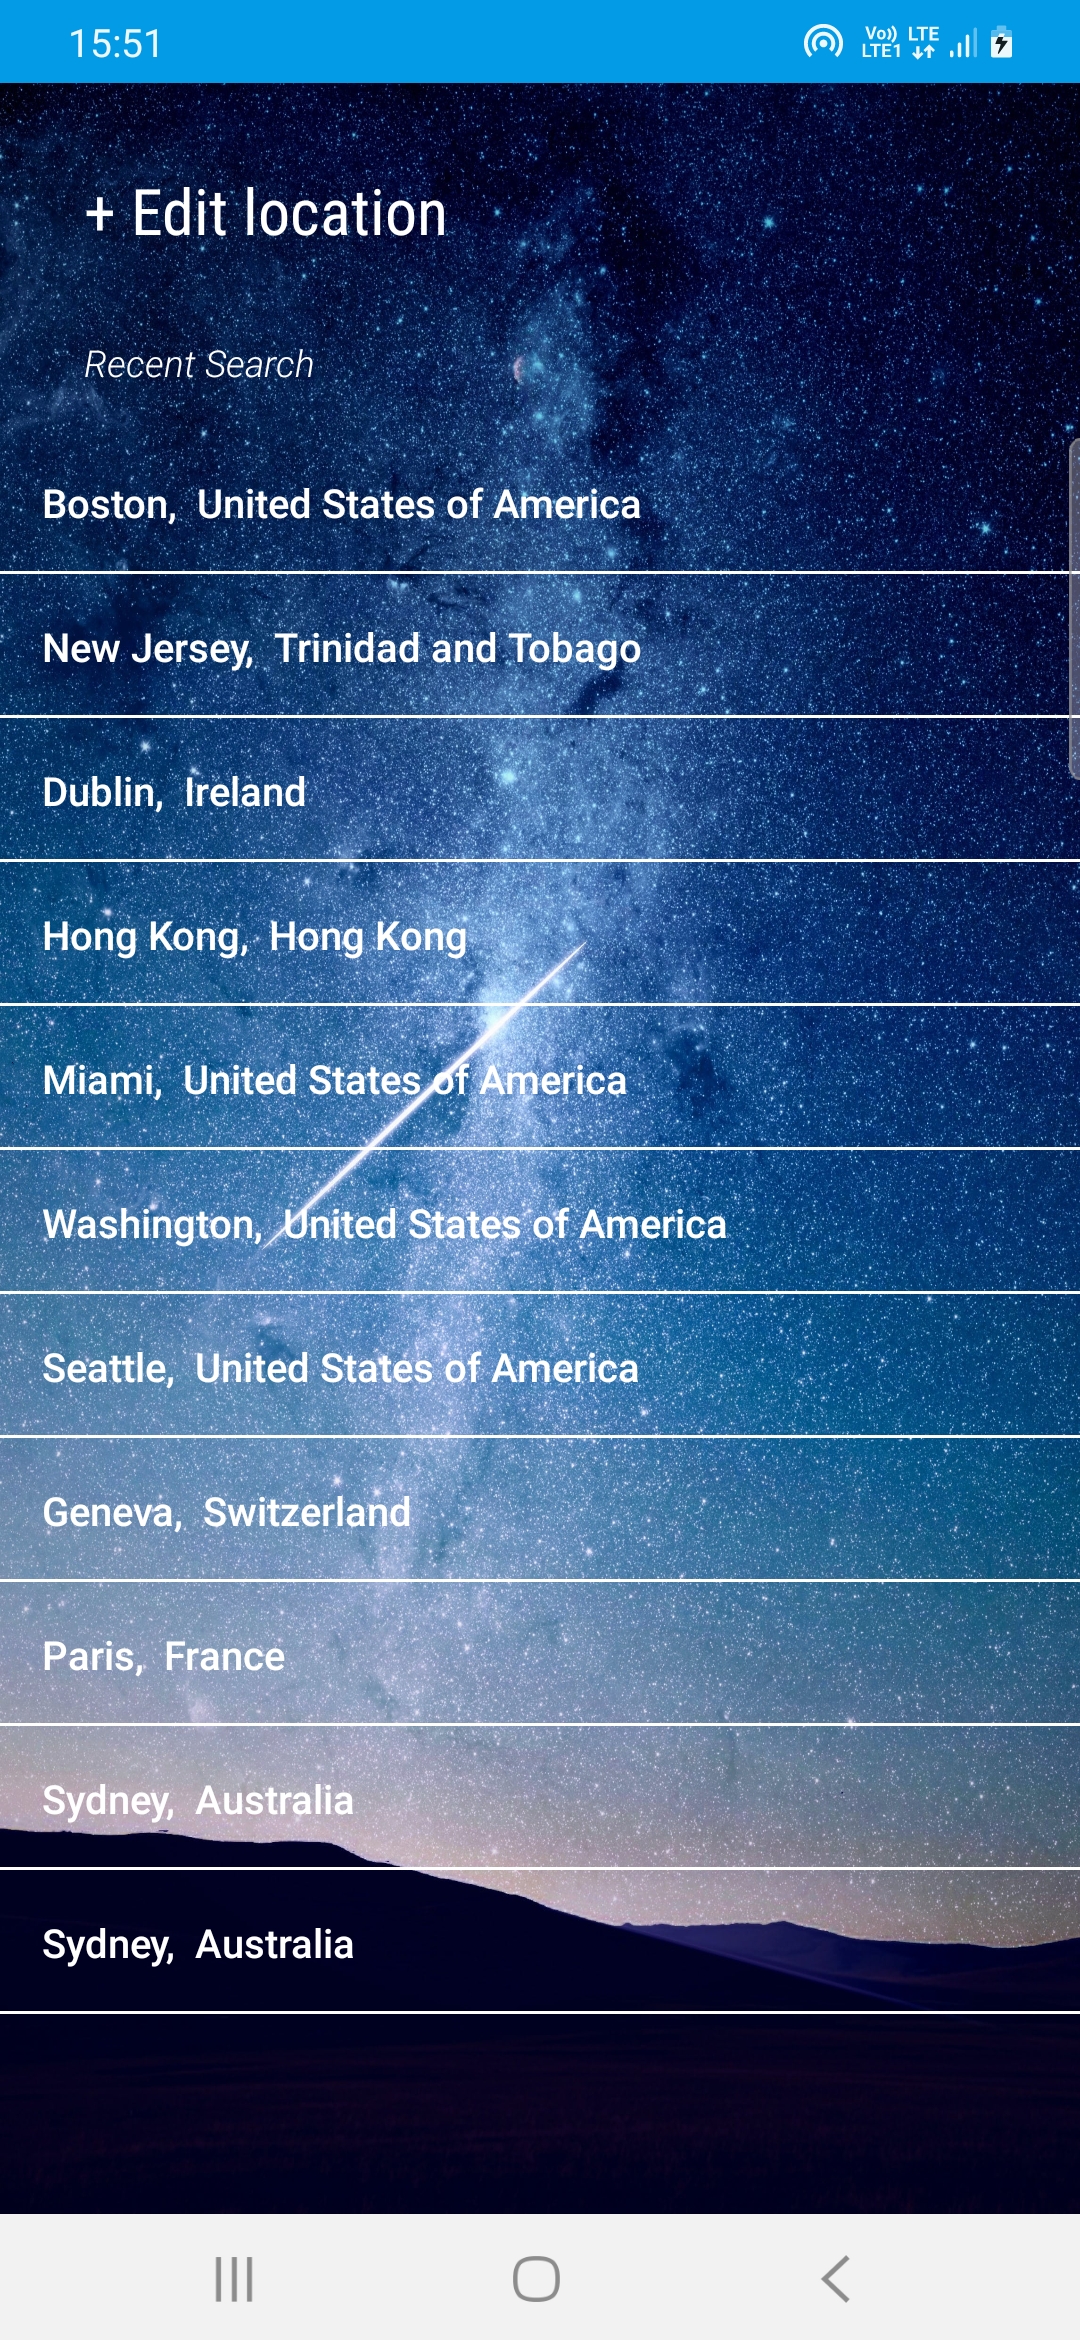 15:51
Vo)) LTE
LTE1
+ Edit location
Recent Search
Boston,  United States of America
New Jersey,  Trinidad and Tobago
Dublin,  Ireland
Hong Kong,  Hong Kong
Miami,  United States of America
Washington,  United States of America
Seattle,  United States of America
Geneva,  Switzerland
Paris,  France
Sydney,  Australia
Sydney,  Australia